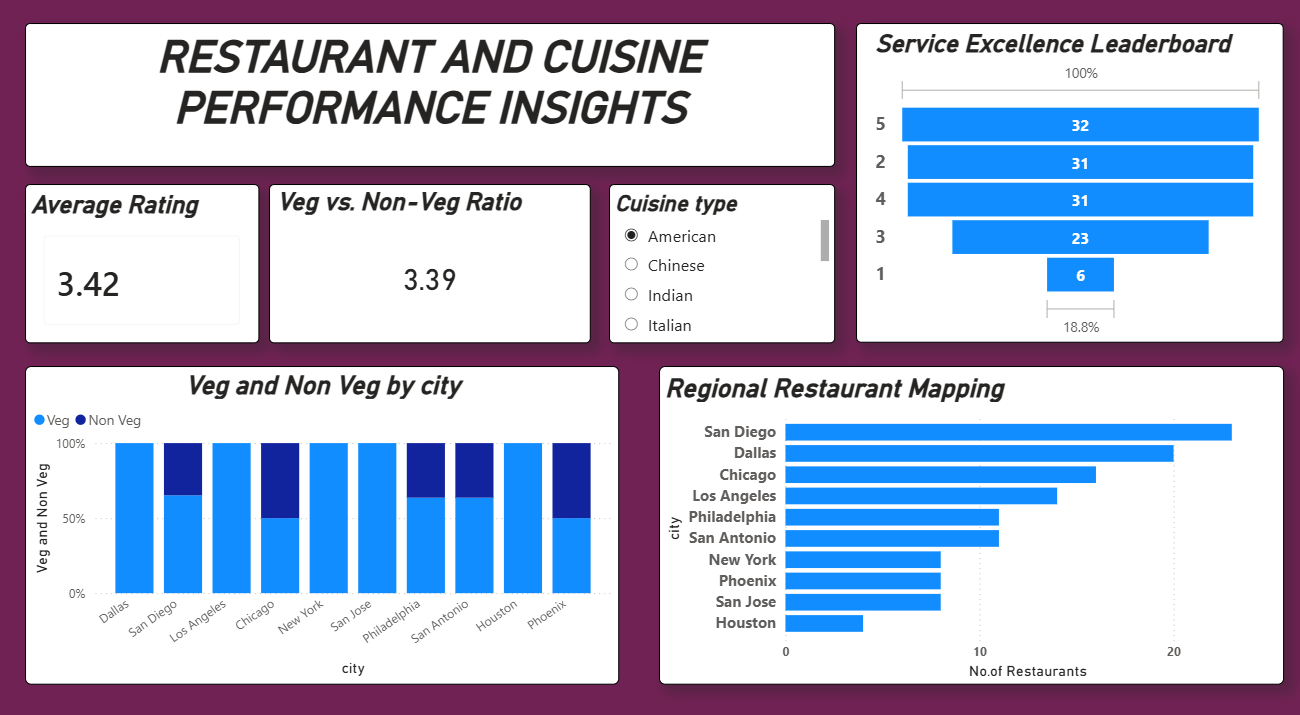 RESTAURANT AND CUISINE
PERFORMANCE INSIGHTS
Service Excellence Leaderboard
100%
5
32
2
31
4
31
3
23
1
6
18.8%
Average Rating
3.42
Veg vs. Non-Veg Ratio
3.39
Cuisine type
American
Chinese
Indian
Italian
Veg and Non Veg by city
Veg Non Veg
Veg and Non Veg
100%
50%
0%
Dallas
San Diego
Los Angeles
Chicago
New York
San Jose
Philadelphia
San Antonio
Houston
Phoenix
city
Regional Restaurant Mapping
city
San Diego
Dallas
Chicago
Los Angeles
Philadelphia
San Antonio
New York
Phoenix
San Jose
Houston
0 10 20
No.of Restaurants